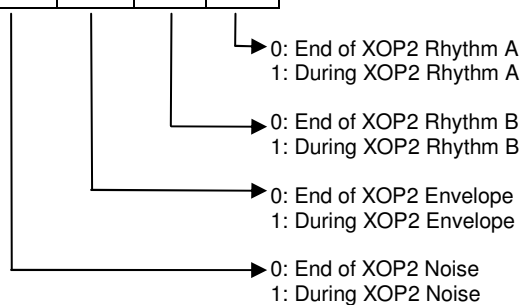 0: End of XOP2 Rhythm A
1: During XOP2 Rhythm A
0: End of XOP2 Rhythm B
1: During XOP2 Rhythm B
0: End of XOP2 Envelope
1: During XOP2 Envelope
0: End of XOP2 Noise
1: During XOP2 Noise